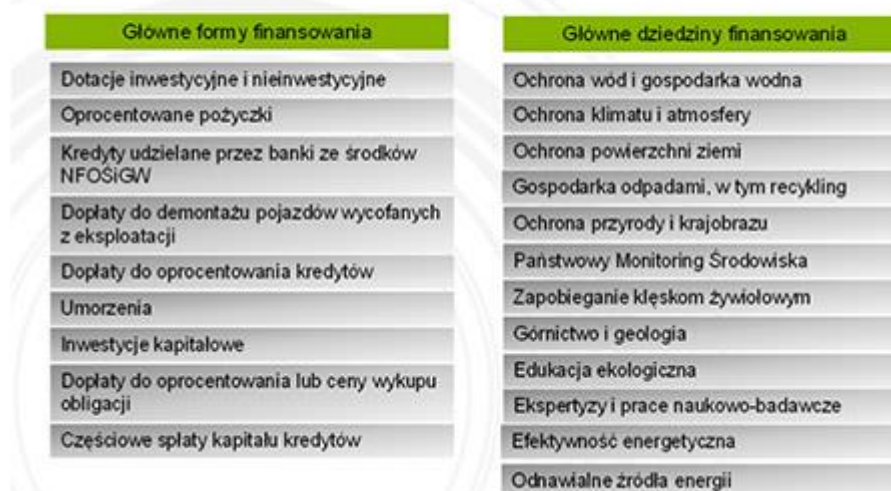 Główne formy finansowania
Dotacje inwestycyjne i nieinwestycyjne
Oprocentowane pożyczki
Kredyty udzielane przez banki ze środków
NFOŚiGW
Dopłaty do demontażu pojazdów wycofanych
z eksploatacji
Dopłaty do oprocentowania kredytów
Umorzenia
Inwestycje kapitałowe
Dopłaty do oprocentowania lub ceny wykupu
obligacji
Częściowe spłaty kapitału kredytów
Główne dziedziny finansowania
Ochrona wód i gospodarka wodna
Ochrona klimatu i atmosfery
Ochrona powierzchni ziemi
Gospodarka odpadami, w tym recykling
Ochrona przyrody i krajobrazu
Państwowy Monitoring Środowiska
Zapobieganie klęskom żywiołowym
Górnictwo i geologia
Edukacja ekologiczna
Ekspertyzy i prace naukowo-badawcze
Efektywność energetyczna
Odnawialne źródła energii